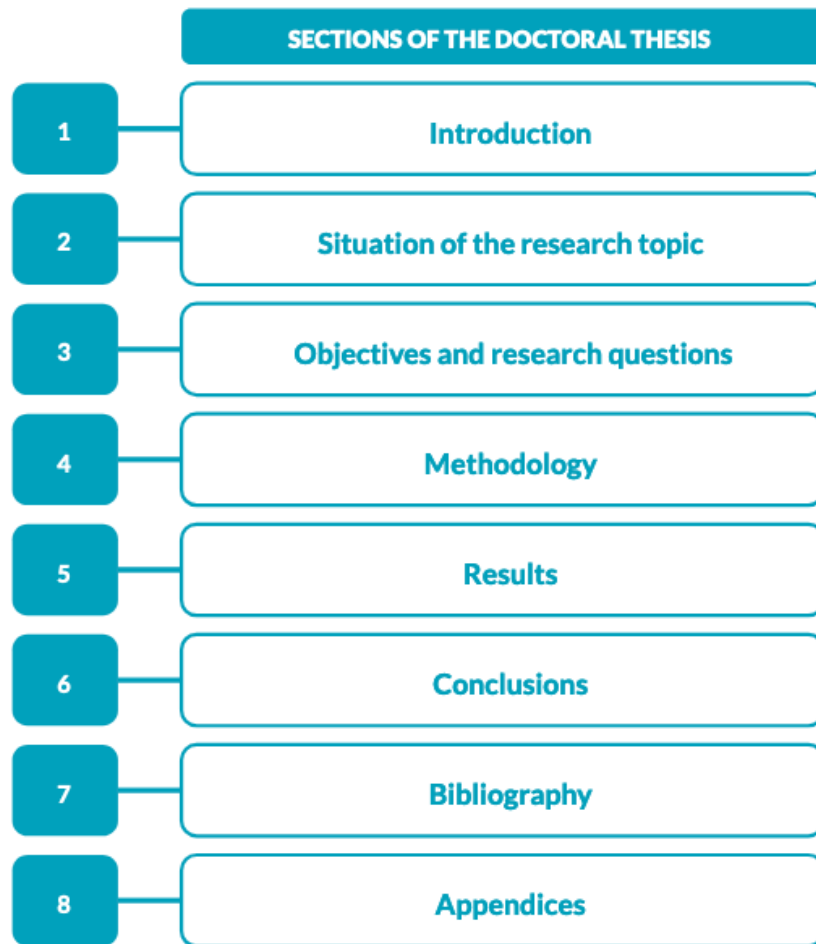 SECTIONS OF THE DOCTORAL THESIS
1 Introduction
2 Situation of the research topic
3 Objectives and research questions
4 Methodology
5 Results
6 Conclusions
7 Bibliography
8 Appendices